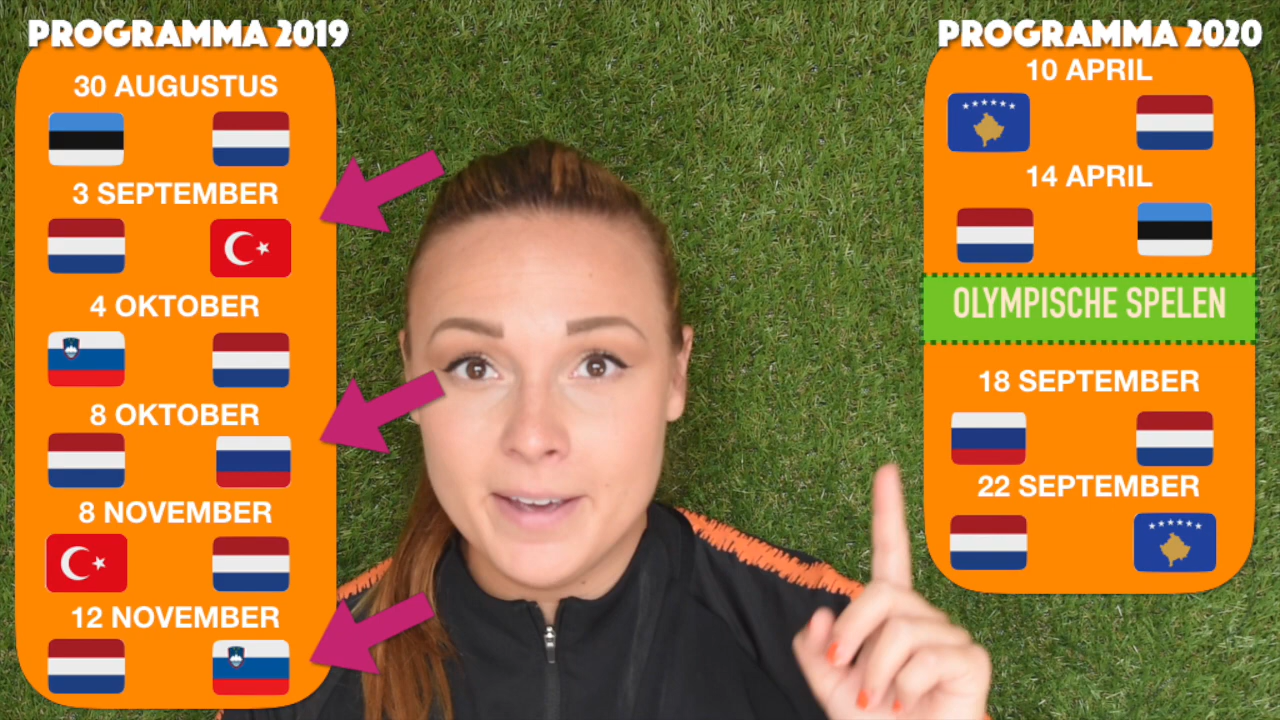 PROGRAMMA 2019
30 AUGUSTUS
3 SEPTEMBER
4 OKTOBER
8 OKTOBER
8 NOVEMBER
12 NOVEMBER
PROGRAMMA 2020
10 APRIL
14 APRIL
OLYMPISCHE SPELEN
18 SEPTEMBER
22 SEPTEMBER